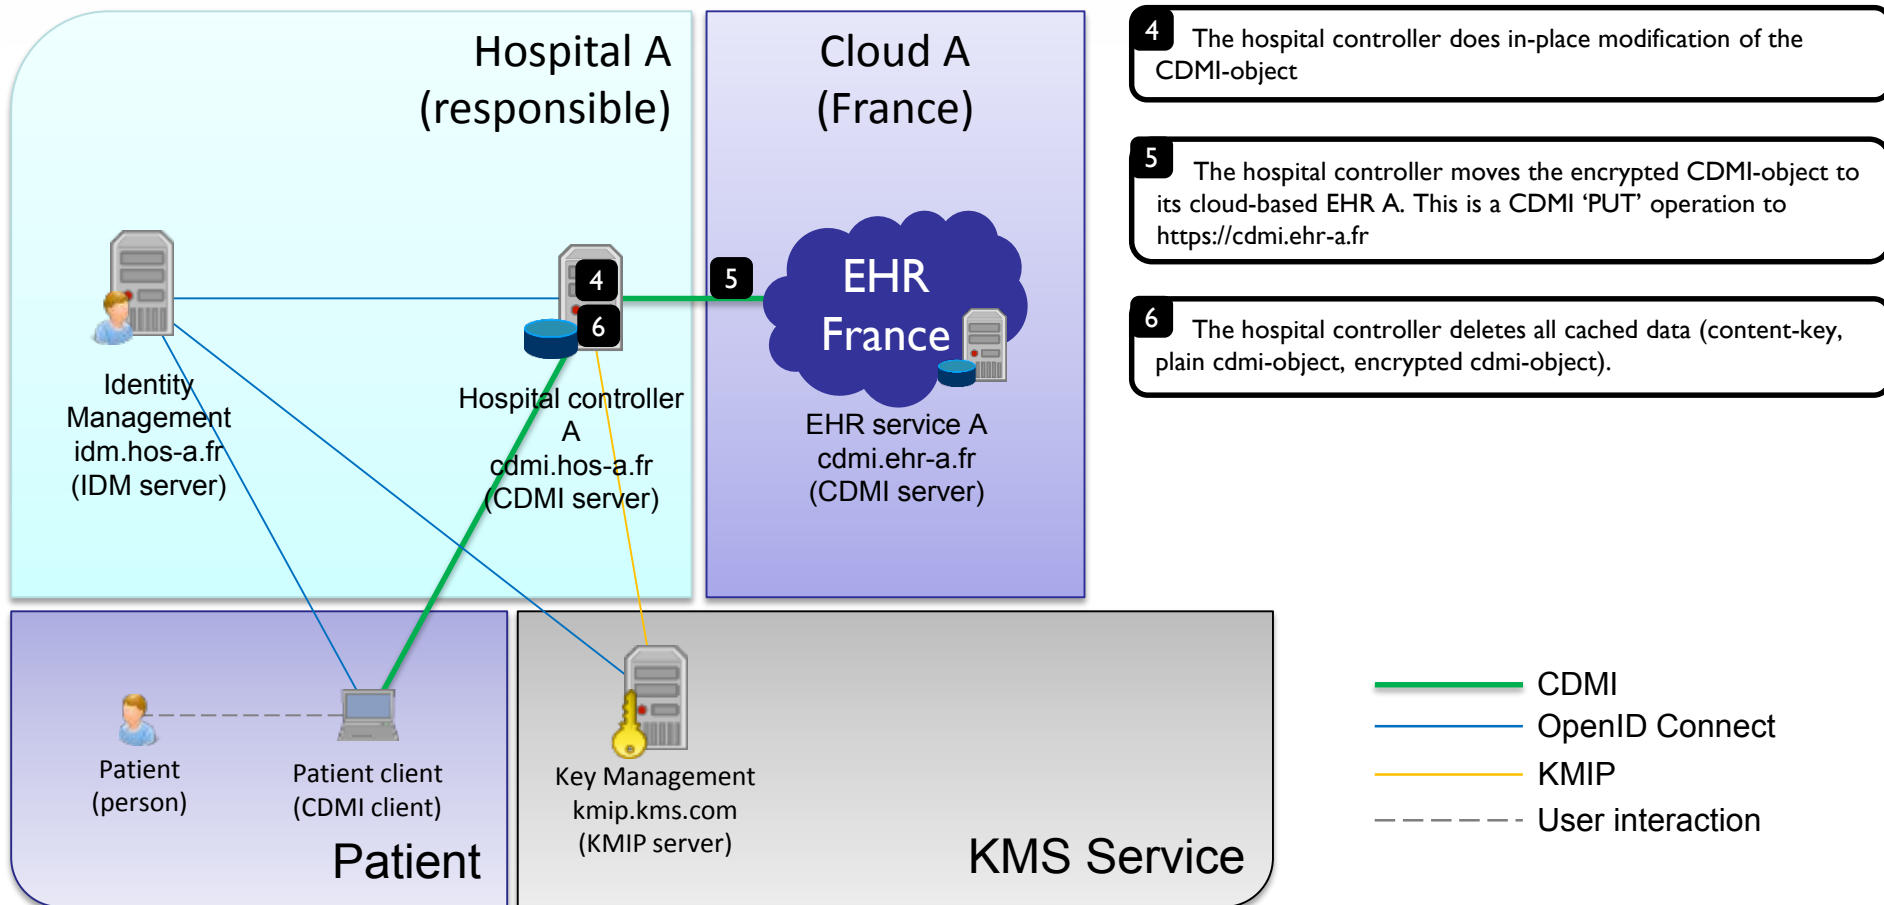 Hospital A
(responsible)
Cloud A
(France)
4
6
5
EHR
France
Identity
Management
idm.hos-a.fr
(IDM server)
Hospital controller
A
cdmi.hos-a.fr
(CDMI server)
EHR service A
cdmi.ehr-a.fr
(CDMI server)
Patient
(person)
Patient client
(CDMI client)
Patient
Key Management
kmip.kms.com
(KMIP server)
KMS Service
4 The hospital controller does in-place modification of the
CDMI-object
5 The hospital controller moves the encrypted CDMI-object to
its cloud-based EHR A. This is a CDMI ‘PUT’ operation to
https://cdmi.ehr-a.fr
6 The hospital controller deletes all cached data (content-key,
plain cdmi-object, encrypted cdmi-object).
CDMI
OpenID Connect
KMIP
User interaction